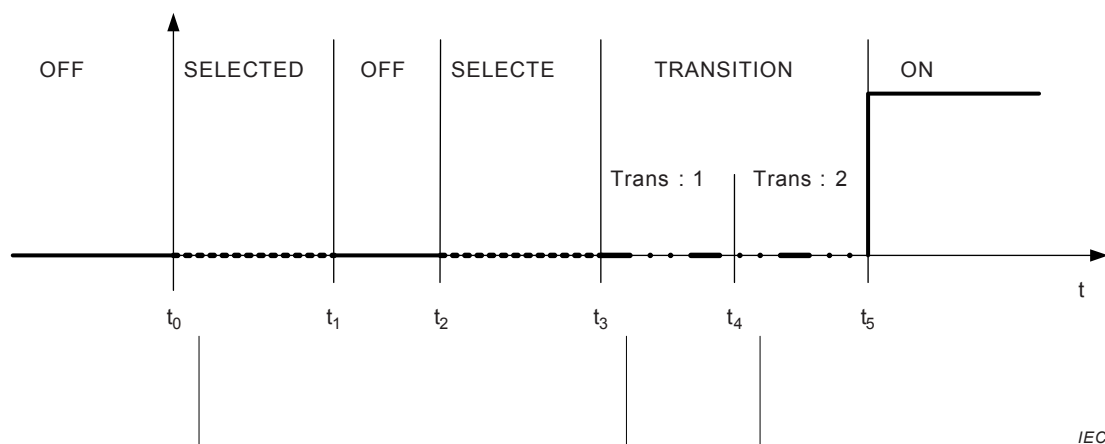 OFF SELECTED OFF SELECTE TRANSITION ON
Trans : 1 Trans : 2
t
t0 t1 t2 t3 t4 t5
IEC